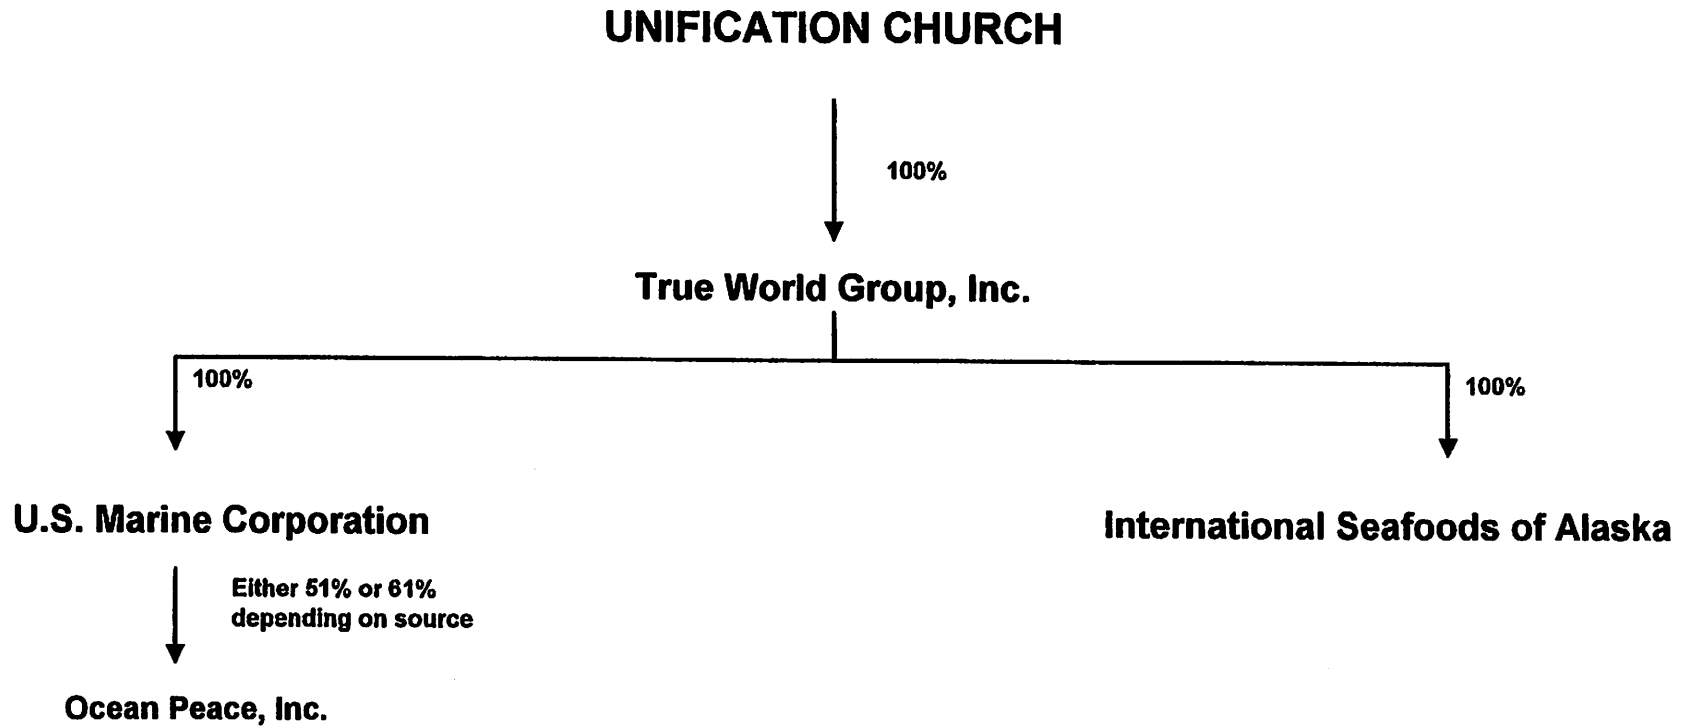 UNIFICATION CHURCH
100%
True World Group, Inc.
100%
100%
U.S. Marine Corporation
International Seafoods of Alaska
Either 51% or 61%
depending on source
Ocean Peace, Inc.